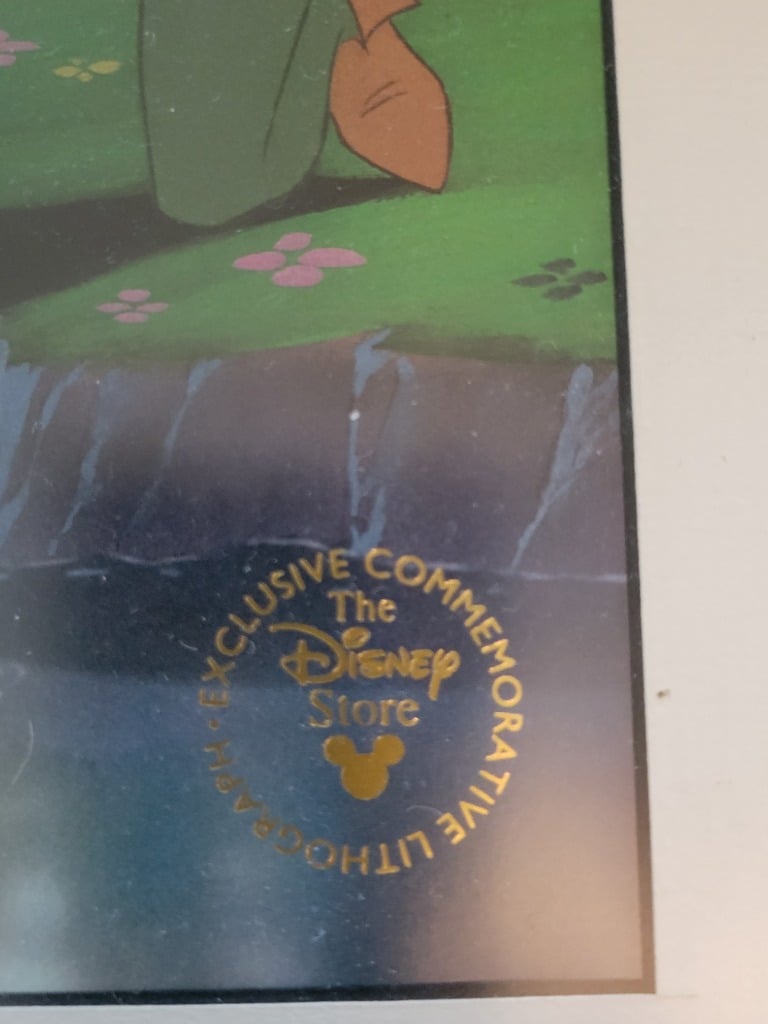 EXCLUSIVE COMMEMORATIVE LITHOGRAPH •
The
Disney
Store